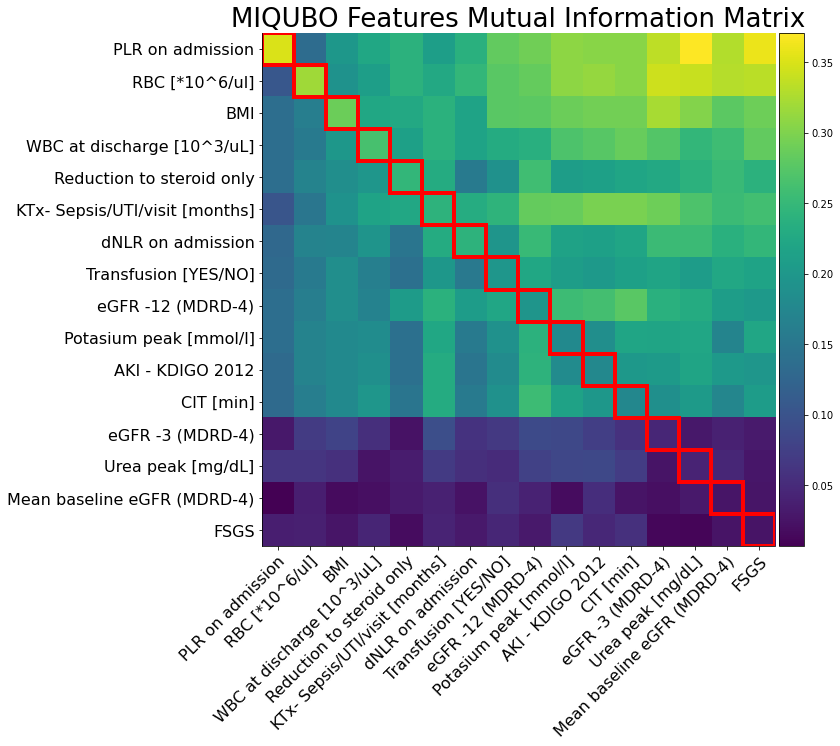 MIQUBO Features Mutual Information Matrix
PLR on admission
RBC [*10^6/ul]
BMI
WBC at discharge [10^3/uL]
Reduction to steroid only
KTx- Sepsis/UTI/visit [months]
dNLR on admission
Transfusion [YES/NO]
eGFR -12 (MDRD-4)
Potasium peak [mmol/l]
AKI - KDIGO 2012
CIT [min]
eGFR -3 (MDRD-4)
Urea peak [mg/dL]
Mean baseline eGFR (MDRD-4)
FSGS
0.35
0.30
0.25
0.20
0.15
0.10
0.05
PLR on admission
RBC [*10^6/ul]
BMI
WBC at discharge [10^3/uL]
Reduction to steroid only
KTx- Sepsis/UTI/visit [months]
dNLR on admission
Transfusion [YES/NO]
eGFR -12 (MDRD-4)
Potasium peak [mmol/l]
AKI - KDIGO 2012
CIT [min]
eGFR -3 (MDRD-4)
Urea peak [mg/dL]
Mean baseline eGFR (MDRD-4)
FSGS